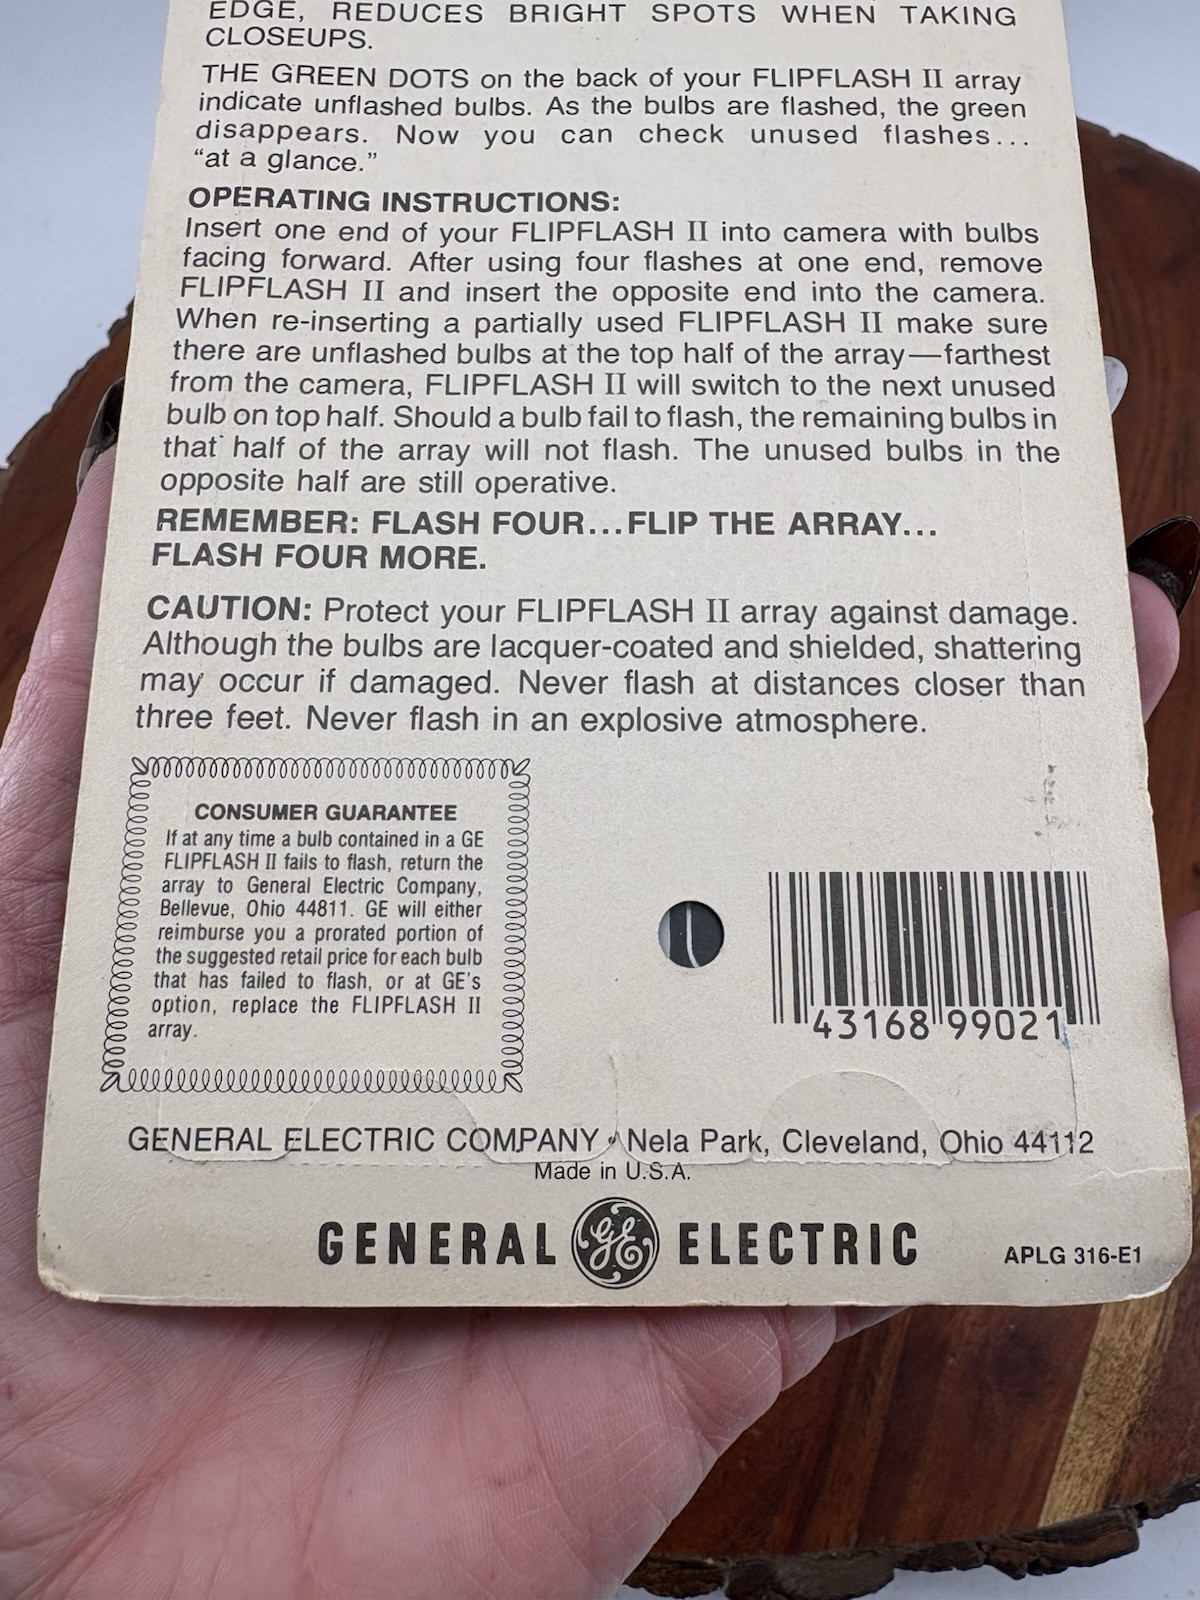 EDGE, REDUCES BRIGHT SPOTS WHEN TAKING
CLOSEUPS.
THE GREEN DOTS on the back of your FLIPFLASH II array
indicate unflashed bulbs. As the bulbs are flashed, the green
disappears. Now you can check unused flashes...
“at a glance.”
OPERATING INSTRUCTIONS:
Insert one end of your FLIPFLASH II into camera with bulbs
facing forward. After using four flashes at one end, remove
FLIPFLASH II and insert the opposite end into the camera.
When re-inserting a partially used FLIPFLASH II make sure
there are unflashed bulbs at the top half of the array—farthest
from the camera, FLIPFLASH II will switch to the next unused
bulb on top half. Should a bulb fail to flash, the remaining bulbs in
that half of the array will not flash. The unused bulbs in the
opposite half are still operative.
REMEMBER: FLASH FOUR...FLIP THE ARRAY...
FLASH FOUR MORE.
CAUTION: Protect your FLIPFLASH II array against damage.
Although the bulbs are lacquer-coated and shielded, shattering
may occur if damaged. Never flash at distances closer than
three feet. Never flash in an explosive atmosphere.
CONSUMER GUARANTEE
If at any time a bulb contained in a GE
FLIPFLASH II fails to flash, return the
array to General Electric Company,
Bellevue, Ohio 44811. GE will either
reimburse you a prorated portion of
the suggested retail price for each bulb
that has failed to flash, or at GE's
option, replace the FLIPFLASH II
array.
43168 99021
GENERAL ELECTRIC COMPANY • Nela Park, Cleveland, Ohio 44112
Made in U.S.A.
GENERAL GE ELECTRIC
APLG 316-E1